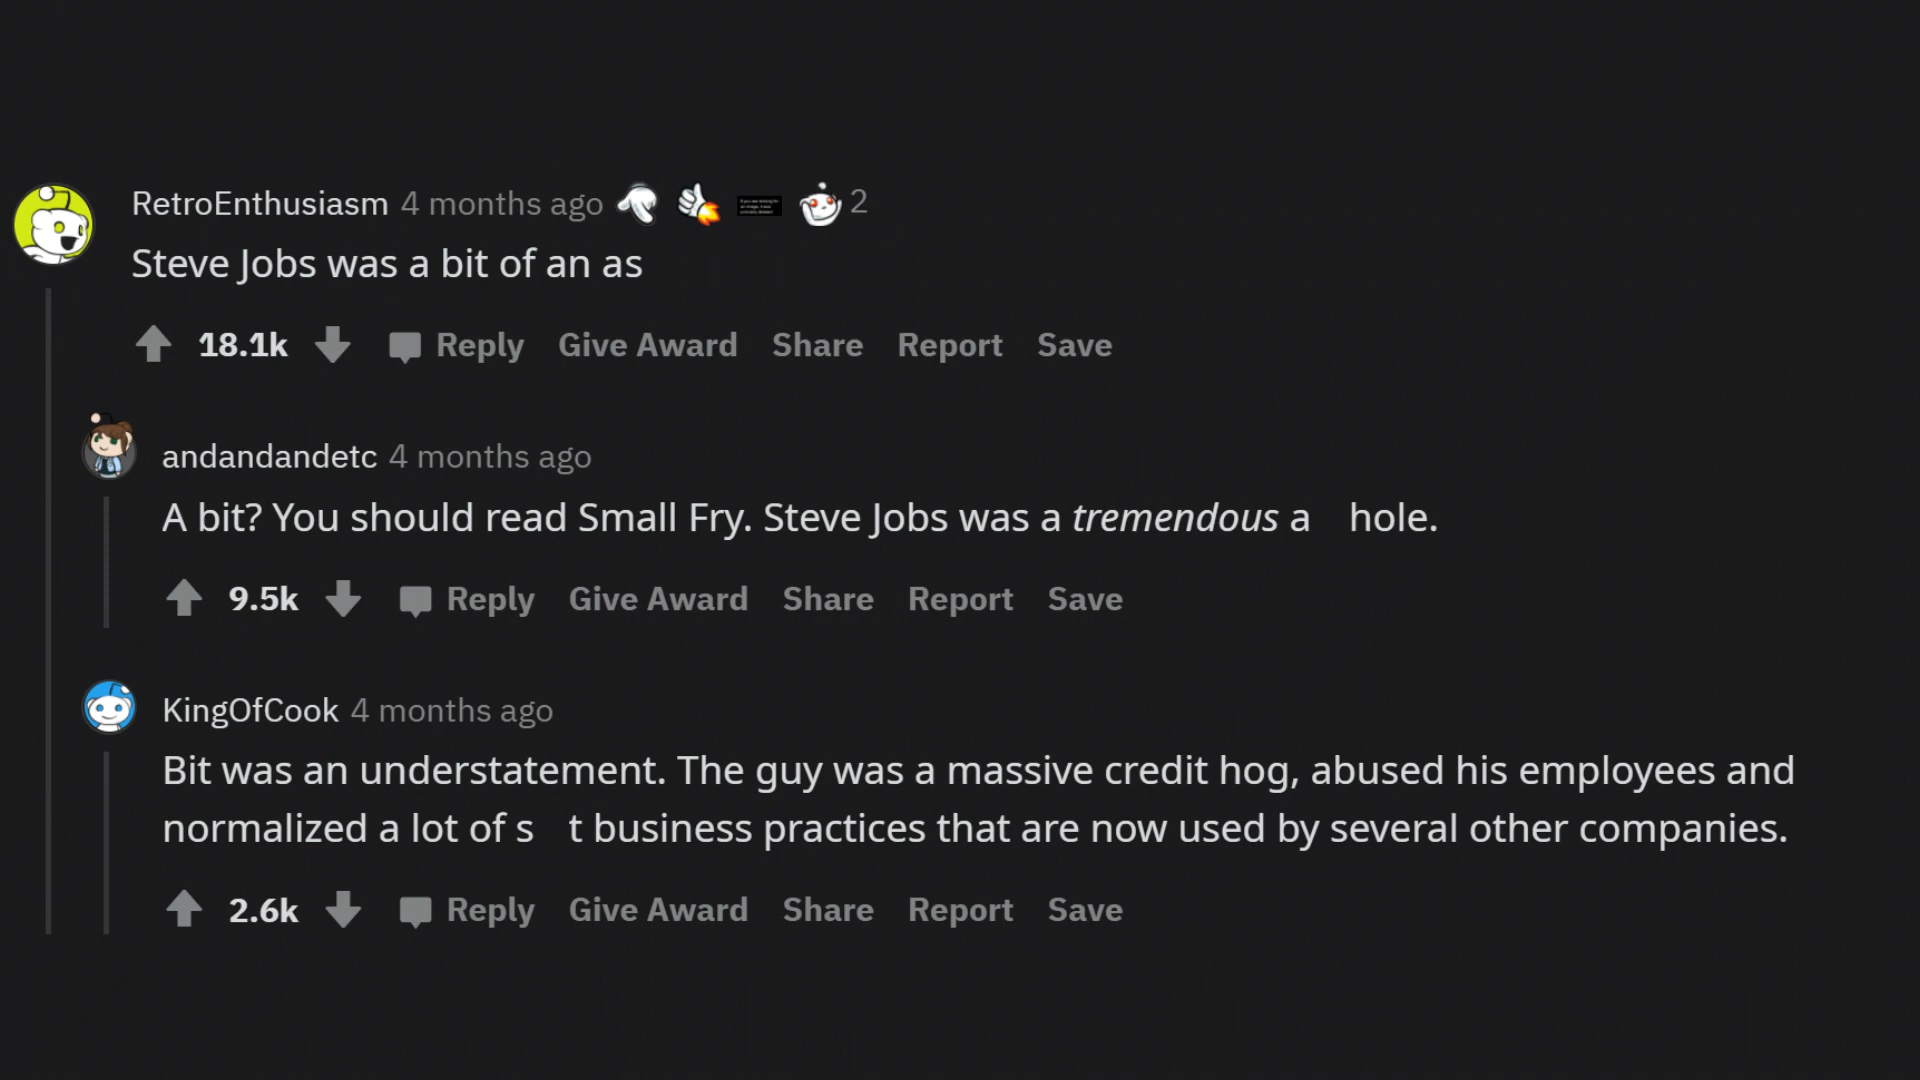 RetroEnthusiasm 4 months ago 2
Steve Jobs was a bit of an as
18.1k Reply Give Award Share Report Save
andandandetc 4 months ago
A bit? You should read Small Fry. Steve Jobs was a tremendous a hole.
9.5k Reply Give Award Share Report Save
KingOfCook 4 months ago
Bit was an understatement. The guy was a massive credit hog, abused his employees and
normalized a lot of s t business practices that are now used by several other companies.
2.6k Reply Give Award Share Report Save